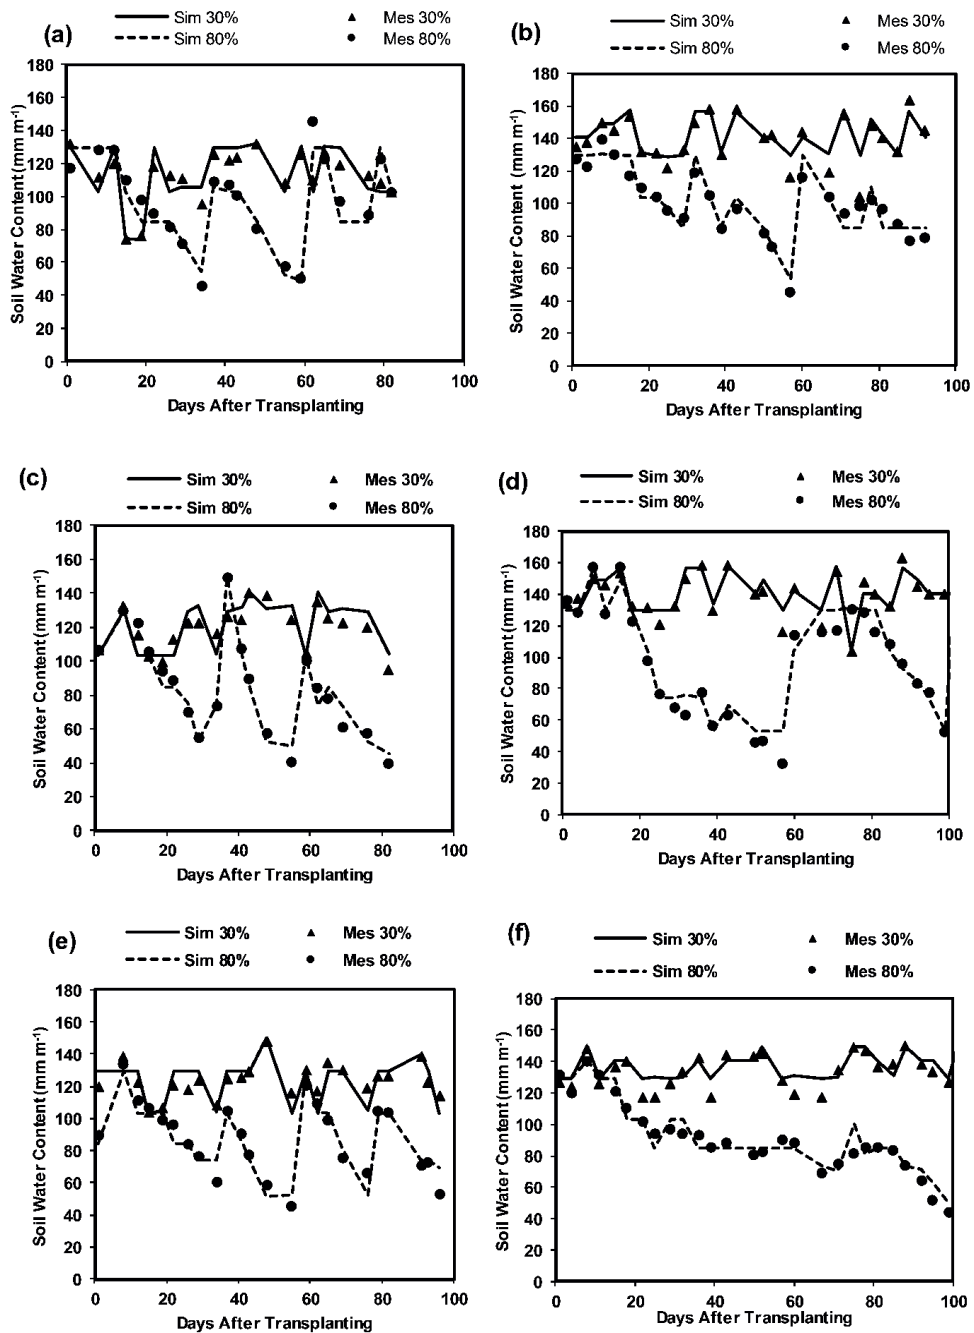 (a) Sim 30% Mes 30%
Sim 80% Mes 80%
180
160
140
120
100
80
60
40
20
0
Soil Water Content (mm m-1)
0 20 40 60 80 100
Days After Transplanting
(b) Sim 30% Mes 30%
Sim 80% Mes 80%
180
160
140
120
100
80
60
40
20
0
Soil Water Content (mm m-1)
0 20 40 60 80 100
Days After Transplanting
(c) Sim 30% Mes 30%
Sim 80% Mes 80%
180
160
140
120
100
80
60
40
20
0
Soil Water Content (mm m-1)
0 20 40 60 80 100
Days After Transplanting
(d) Sim 30% Mes 30%
Sim 80% Mes 80%
180
160
140
120
100
80
60
40
20
0
Soil Water Content (mm m-1)
0 20 40 60 80 100
Days After Transplanting
(e) Sim 30% Mes 30%
Sim 80% Mes 80%
180
160
140
120
100
80
60
40
20
0
Soil Water Content (mm m-1)
0 20 40 60 80 100
Days After Transplanting
(f) Sim 30% Mes 30%
Sim 80% Mes 80%
180
160
140
120
100
80
60
40
20
0
Soil Water Content (mm m-1)
0 20 40 60 80 100
Days After Transplanting